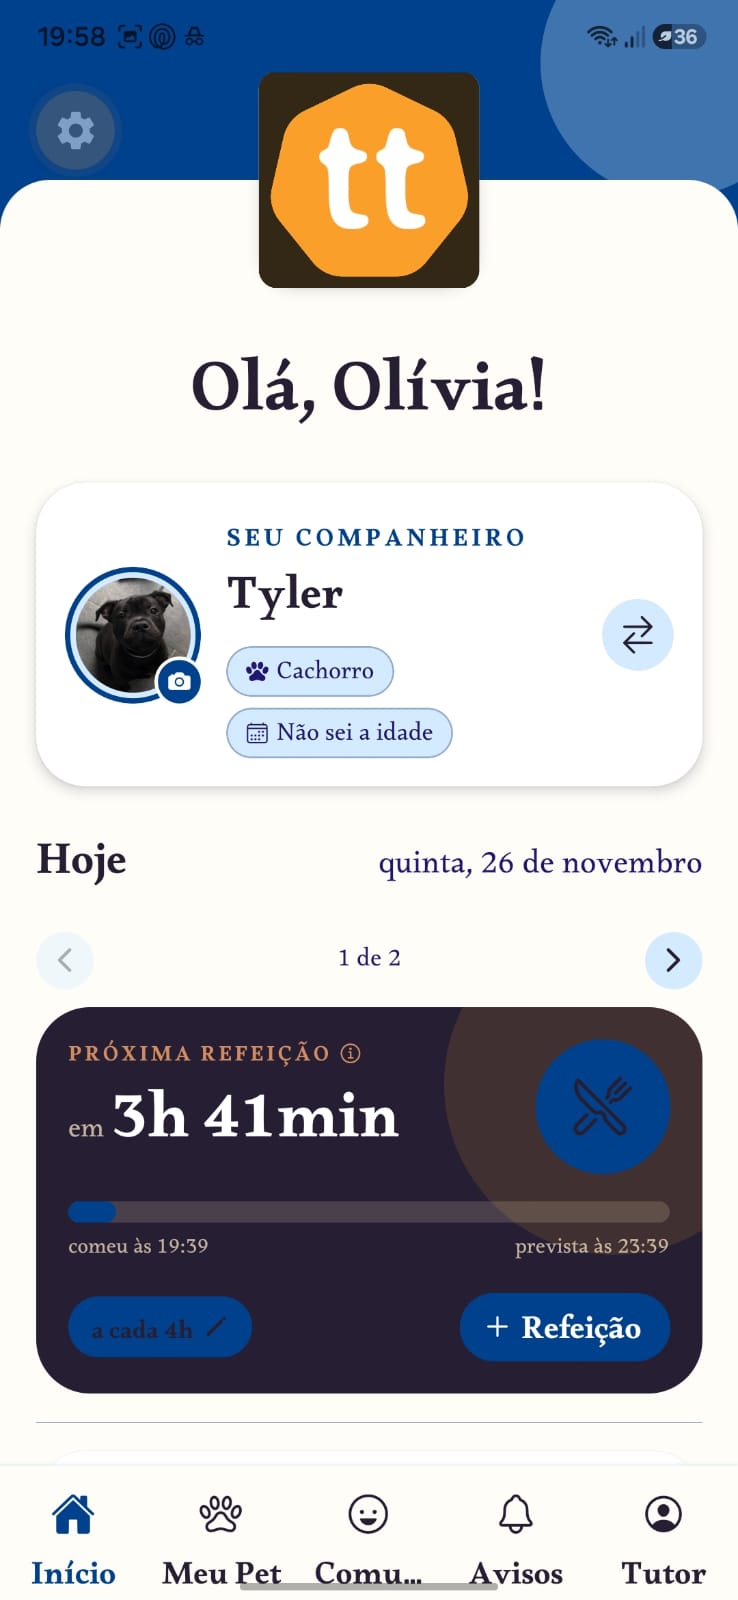 19:58
36
tt
Olá, Olívia!
SEU COMPANHEIRO
Tyler
Cachorro
Não sei a idade
Hoje
quinta, 26 de novembro
1 de 2
PRÓXIMA REFEIÇÃO
em 3h 41min
comeu às 19:39
prevista às 23:39
a cada 4h
+ Refeição
Início
Meu Pet
Comu...
Avisos
Tutor